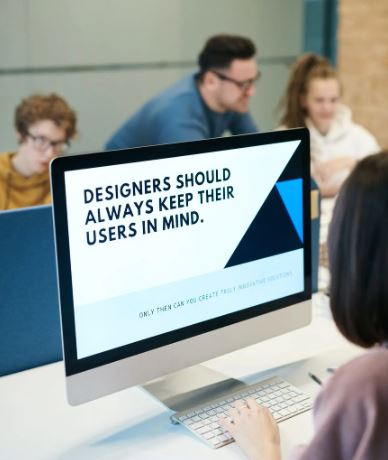 DESIGNERS SHOULD
ALWAYS KEEP THEIR
USERS IN MIND.
ONLY THEN CAN YOU CREATE TRULY INNOVATIVE SOLUTIONS